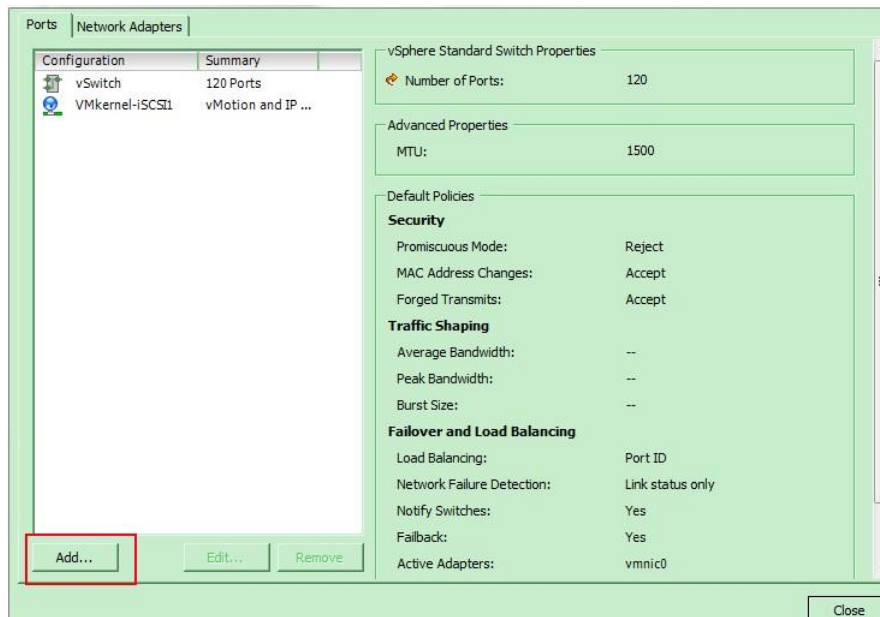 Ports Network Adapters
Configuration Summary
vSwitch 120 Ports
VMkernel-iSCSI1 vMotion and IP ...
Add... Edit... Remove
vSphere Standard Switch Properties
Number of Ports: 120
Advanced Properties
MTU: 1500
Default Policies
Security
Promiscuous Mode: Reject
MAC Address Changes: Accept
Forged Transmits: Accept
Traffic Shaping
Average Bandwidth: --
Peak Bandwidth: --
Burst Size: --
Failover and Load Balancing
Load Balancing: Port ID
Network Failure Detection: Link status only
Notify Switches: Yes
Failback: Yes
Active Adapters: vmnic0
Close